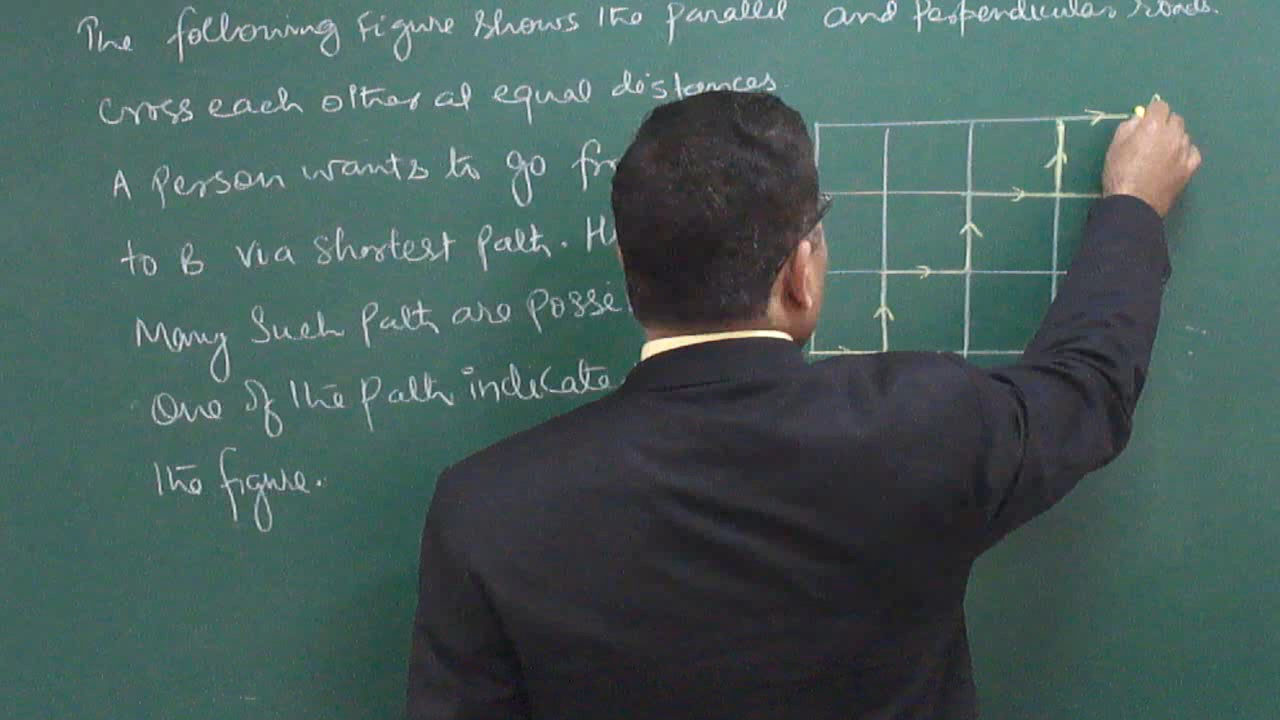 The following Figure shows the parallel and perpendicular roads.
Cross each other at equal distances.
A person wants to go
to B via shortest path.
Many Such path are
One of the path indicate
the figure.